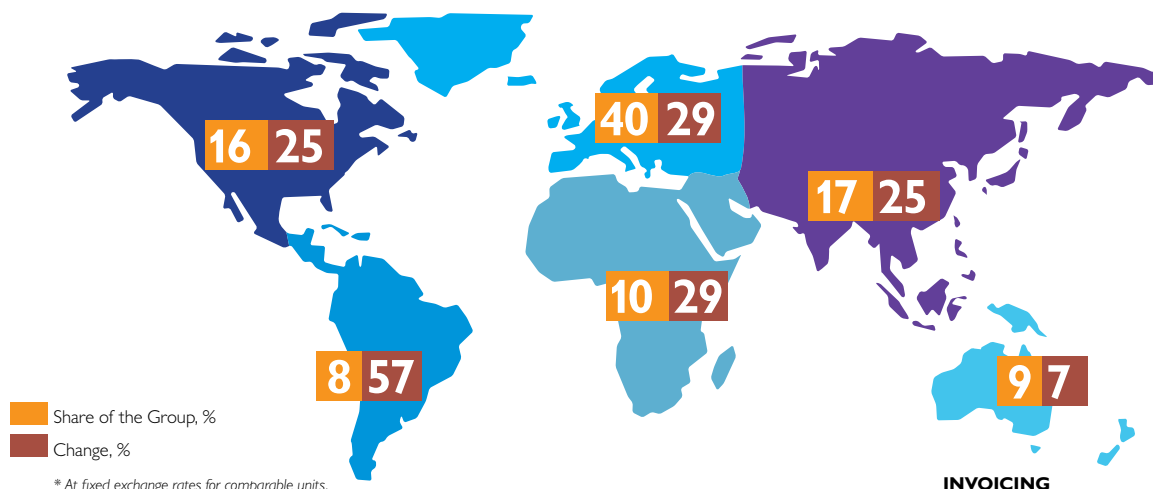 40 29
16 25
17 25
10 29
8 57
9 7
Share of the Group, %
Change, %
* At fixed exchange rates for comparable units.
INVOICING